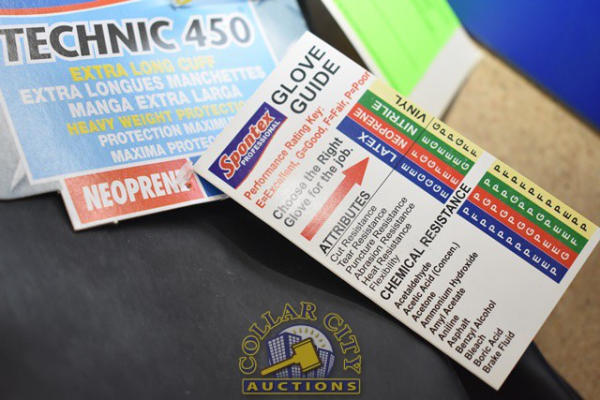 TECHNIC 450
EXTRA LONG CUFF
EXTRA LONGUES MANCHETTES
MANGA EXTRA LARGA
HEAVY WEIGHT PROTECTION
PROTECTION
MAXIMA
NEOPRENE
Spontex
PROFESSIONAL
GLOVE
GUIDE
Performance Rating Key:
E=Excellent, G=Good, F=Fair, P=Poor
Choose the Right
Glove for the job.
LATEX
NEOPRENE
NITRILE
VINYL
ATTRIBUTES
Cut Resistance
Tear Resistance
Puncture Resistance
Abrasion Resistance
Heat Resistance
Flexibility
CHEMICAL RESISTANCE
Acetaldehyde
Acetic Acid (Concen.)
Acetone
Ammonium Hydroxide
Amyl Acetate
Aniline
Asphalt
Benzyl Alcohol
Bleach
Boric Acid
Brake Fluid
COLLAR CITY
AUCTIONS